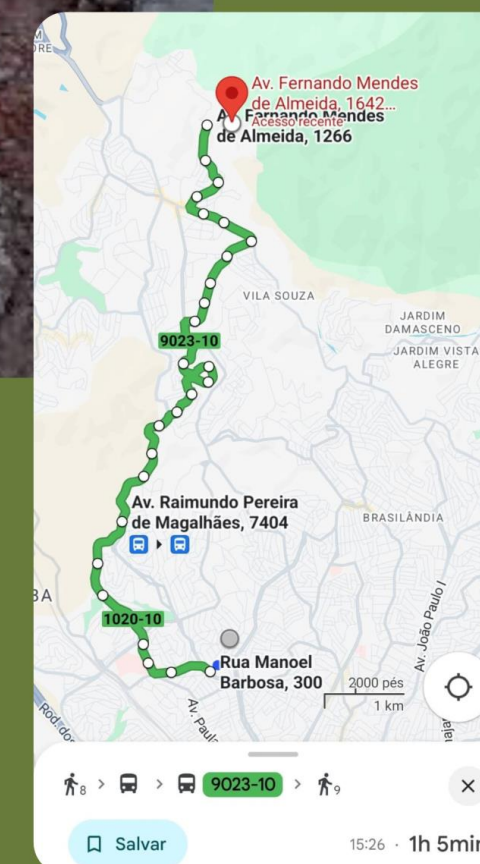 Av. Fernando Mendes
de Almeida, 1642...
Acesso recente
Av. Fernando Mendes
de Almeida, 1266
VILA SOUZA
JARDIM
DAMASCENO
JARDIM VISTA
ALEGRE
9023-10
Av. Raimundo Pereira
de Magalhães, 7404
BRASILÂNDIA
1020-10
Av. João Paulo I
Rua Manoel
Barbosa, 300
2000 pés
1 km
Rod. dos
8
9023-10
9
Salvar
15:26 · 1h 5min